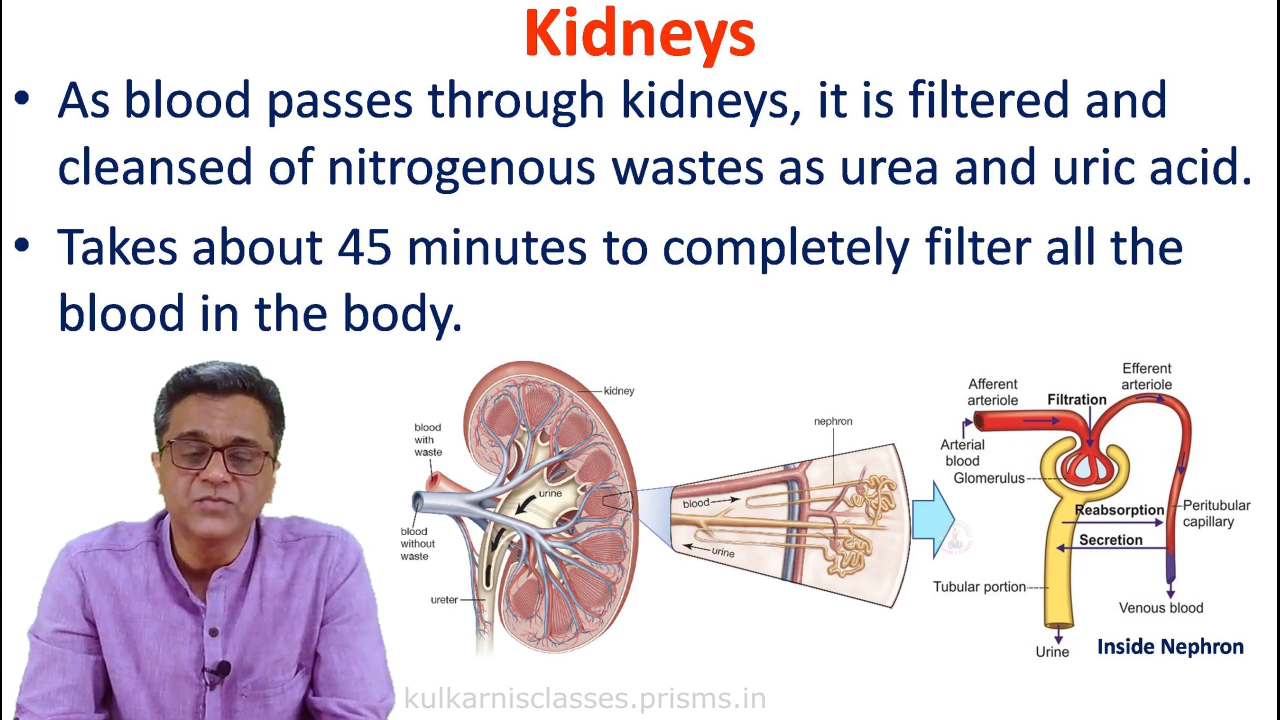 Kidneys
• As blood passes through kidneys, it is filtered and
cleansed of nitrogenous wastes as urea and uric acid.
• Takes about 45 minutes to completely filter all the
blood in the body.
kidney
blood
with
waste
urine
blood
without
waste
ureter
nephron
blood
urine
Efferent
arteriole
Afferent
arteriole
Filtration
Arterial
blood
Glomerulus
Reabsorption
Peritubular
capillary
Secretion
Tubular portion
Venous blood
Urine
Inside Nephron
kulkarnisclasses.prisms.in